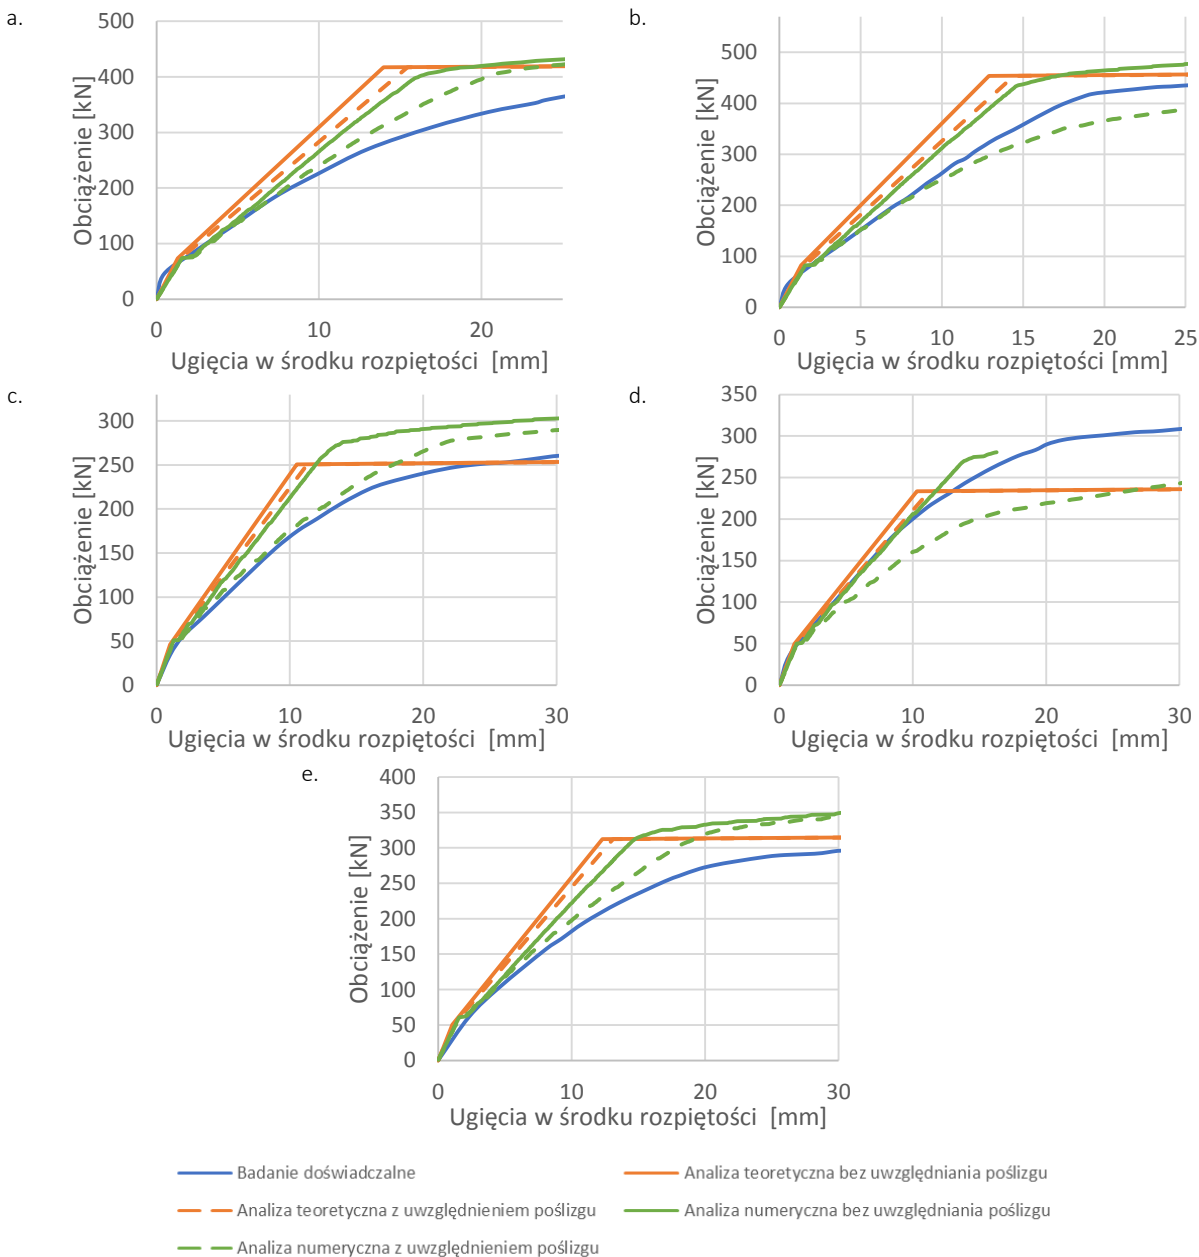 a.
500
400
300
200
100
0
0 10 20
Obciążenie [kN]
Ugięcia w środku rozpiętości [mm]
b.
500
400
300
200
100
0
0 5 10 15 20 25
Obciążenie [kN]
Ugięcia w środku rozpiętości [mm]
c.
300
250
200
150
100
50
0
0 10 20 30
Obciążenie [kN]
Ugięcia w środku rozpiętości [mm]
d.
350
300
250
200
150
100
50
0
0 10 20 30
Obciążenie [kN]
Ugięcia w środku rozpiętości [mm]
e.
400
350
300
250
200
150
100
50
0
0 10 20 30
Obciążenie [kN]
Ugięcia w środku rozpiętości [mm]
Badanie doświadczalne
Analiza teoretyczna bez uwzględniania poślizgu
Analiza teoretyczna z uwzględnieniem poślizgu
Analiza numeryczna bez uwzględniania poślizgu
Analiza numeryczna z uwzględnieniem poślizgu